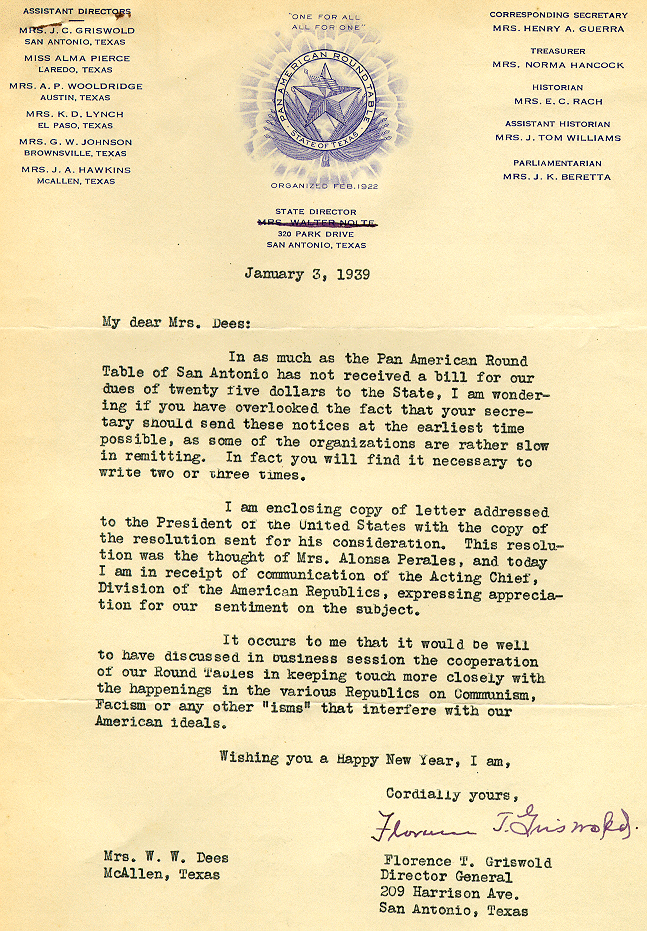 ASSISTANT DIRECTORS
MRS. J. C. GRISWOLD
SAN ANTONIO, TEXAS
MISS ALMA PIERCE
LAREDO, TEXAS
MRS. A. P. WOOLDRIDGE
AUSTIN, TEXAS
MRS. K. D. LYNCH
EL PASO, TEXAS
MRS. G. W. JOHNSON
BROWNSVILLE, TEXAS
MRS. J. A. HAWKINS
MCALLEN, TEXAS
"ONE FOR ALL
ALL FOR ONE"
PAN AMERICAN ROUND TABLE
STATE OF TEXAS
ORGANIZED FEB. 1922
STATE DIRECTOR
MRS. WALTER NOLTE
320 PARK DRIVE
SAN ANTONIO, TEXAS
CORRESPONDING SECRETARY
MRS. HENRY A. GUERRA
TREASURER
MRS. NORMA HANCOCK
HISTORIAN
MRS. E. C. RACH
ASSISTANT HISTORIAN
MRS. J. TOM WILLIAMS
PARLIAMENTARIAN
MRS. J. K. BERETTA
January 3, 1939
My dear Mrs. Dees:
In as much as the Pan American Round
Table of San Antonio has not received a bill for our
dues of twenty five dollars to the State, I am wonder-
ing if you have overlooked the fact that your secre-
tary should send these notices at the earliest time
possible, as some of the organizations are rather slow
in remitting. In fact you will find it necessary to
write two or three times.
I am enclosing copy of letter addressed
to the President of the United States with the copy of
the resolution sent for his consideration. This resolu-
tion was the thought of Mrs. Alonsa Perales, and today
I am in receipt of communication of the Acting Chief,
Division of the American Republics, expressing apprecia-
tion for our sentiment on the subject.
It occurs to me that it would be well
to have discussed in business session the cooperation
of our Round Tables in keeping touch more closely with
the happenings in the various Republics on Communism,
Facism or any other "isms" that interfere with our
American ideals.
Wishing you a Happy New Year, I am,
Cordially yours,
Florence T. Griswold.
Mrs. W. W. Dees
McAllen, Texas
Florence T. Griswold
Director General
209 Harrison Ave.
San Antonio, Texas